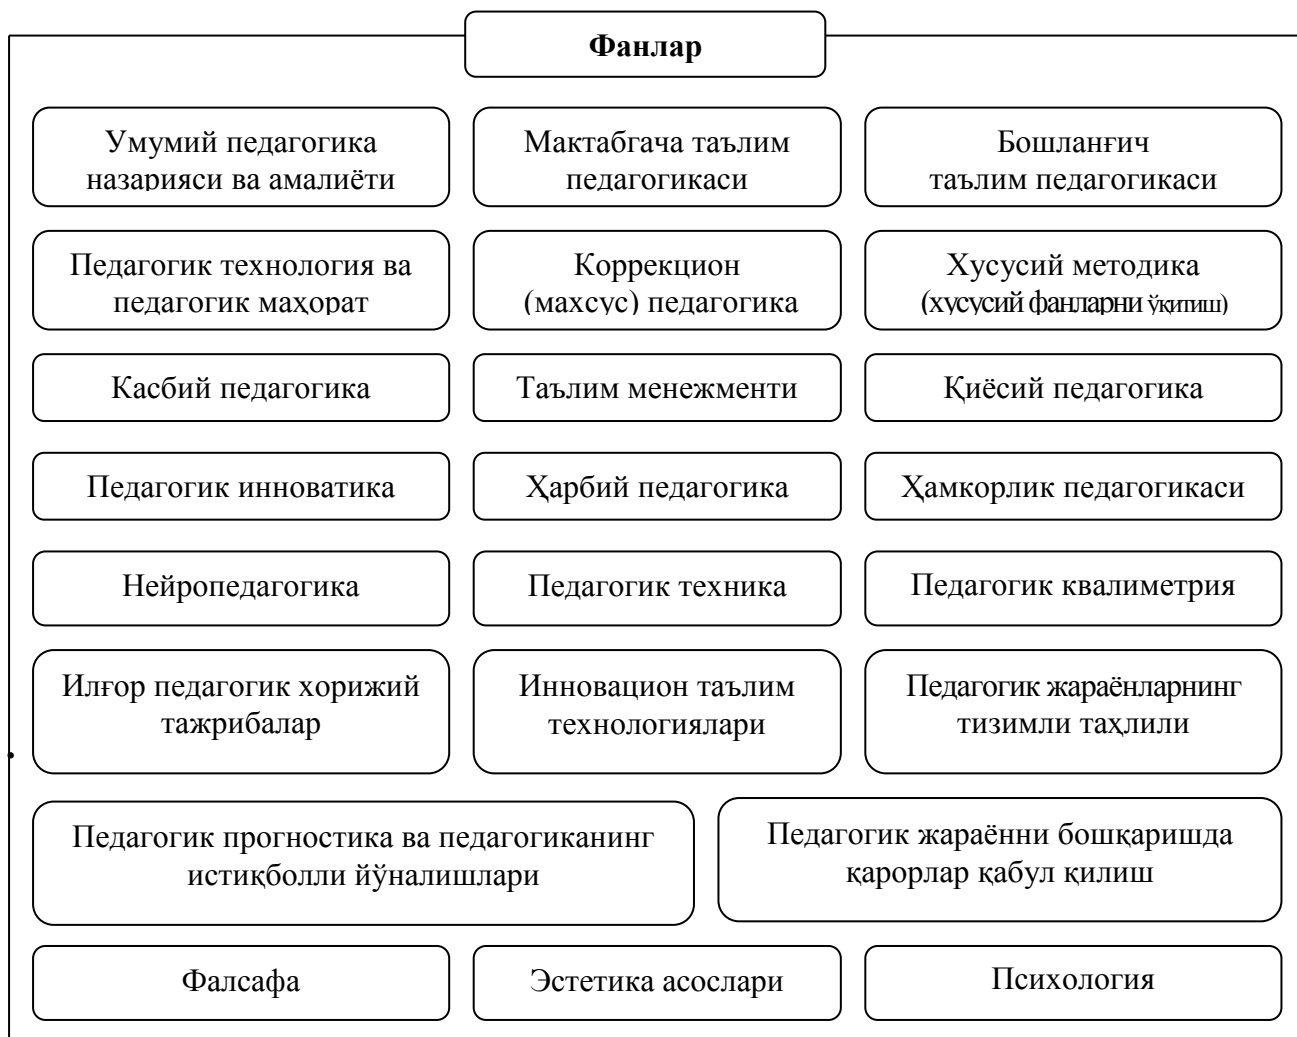 Фанлар
Умумий педагогика
назарияси ва амалиёти
Мактабгача таълим
педагогикаси
Бошланғич
таълим педагогикаси
Педагогик технология ва
педагогик маҳорат
Коррекцион
(махсус) педагогика
Хусусий методика
(хусусий фанларни ўқитиш)
Касбий педагогика
Таълим менежменти
Қиёсий педагогика
Педагогик инноватика
Ҳарбий педагогика
Ҳамкорлик педагогикаси
Нейропедагогика
Педагогик техника
Педагогик квалиметрия
Илғор педагогик хорижий
тажрибалар
Инновацион таълим
технологиялари
Педагогик жараёнларнинг
тизимли таҳлили
Педагогик прогностика ва педагогиканинг
истиқболли йўналишлари
Педагогик жараённи бошқаришда
қарорлар қабул қилиш
Фалсафа
Эстетика асослари
Психология